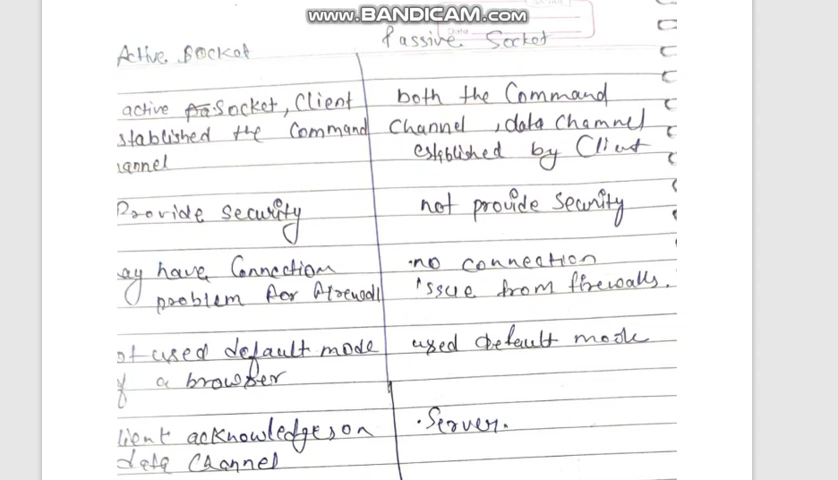 www.BANDICAM.com
Active Socket
Passive Socket
active Socket, Client
stablished the Command
annel
both the Command
Channel, data Channel
established by Client
Provide security
not provide security
ay have Connection
problem for firewall
.no connection
issue from firewalls.
ot used default mode
f a browser
used default mode
lient acknowledges on
data channel
.Server.